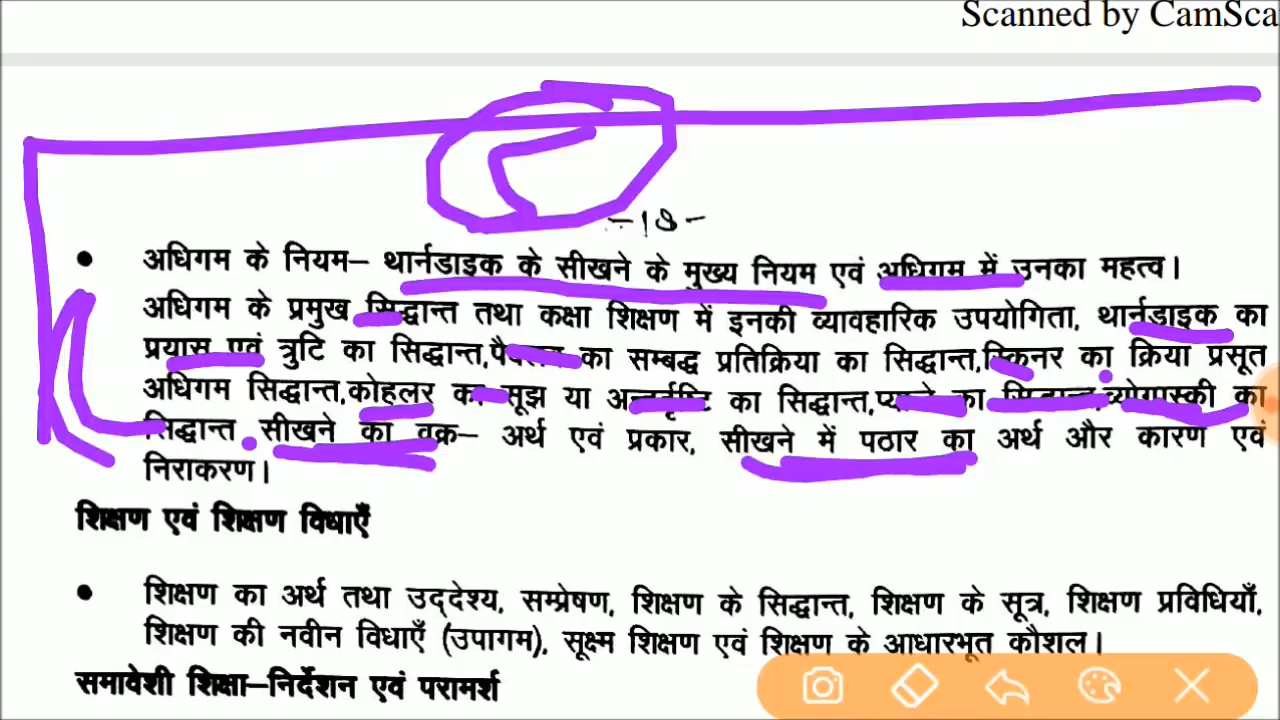 Scanned by CamSca
–19–
• अधिगम के नियम– थार्नडाइक के सीखने के मुख्य नियम एवं अधिगम में उनका महत्व।
अधिगम के प्रमुख सिद्धान्त तथा कक्षा शिक्षण में इनकी व्यावहारिक उपयोगिता, थार्नडाइक का
प्रयास एवं त्रुटि का सिद्धान्त,पैवलव का सम्बद्ध प्रतिक्रिया का सिद्धान्त,स्किनर का क्रिया प्रसूत
अधिगम सिद्धान्त,कोहलर का सूझ या अन्तर्दृष्टि का सिद्धान्त,प्याजे का सिद्धान्त,व्योगास्की का
सिद्धान्त सीखने का वक्र– अर्थ एवं प्रकार, सीखने में पठार का अर्थ और कारण एवं
निराकरण।
शिक्षण एवं शिक्षण विधाएँ
• शिक्षण का अर्थ तथा उद्देश्य, सम्प्रेषण, शिक्षण के सिद्धान्त, शिक्षण के सूत्र, शिक्षण प्रविधियाँ,
शिक्षण की नवीन विधाएँ (उपागम), सूक्ष्म शिक्षण एवं शिक्षण के आधारभूत कौशल।
समावेशी शिक्षा–निर्देशन एवं परामर्श